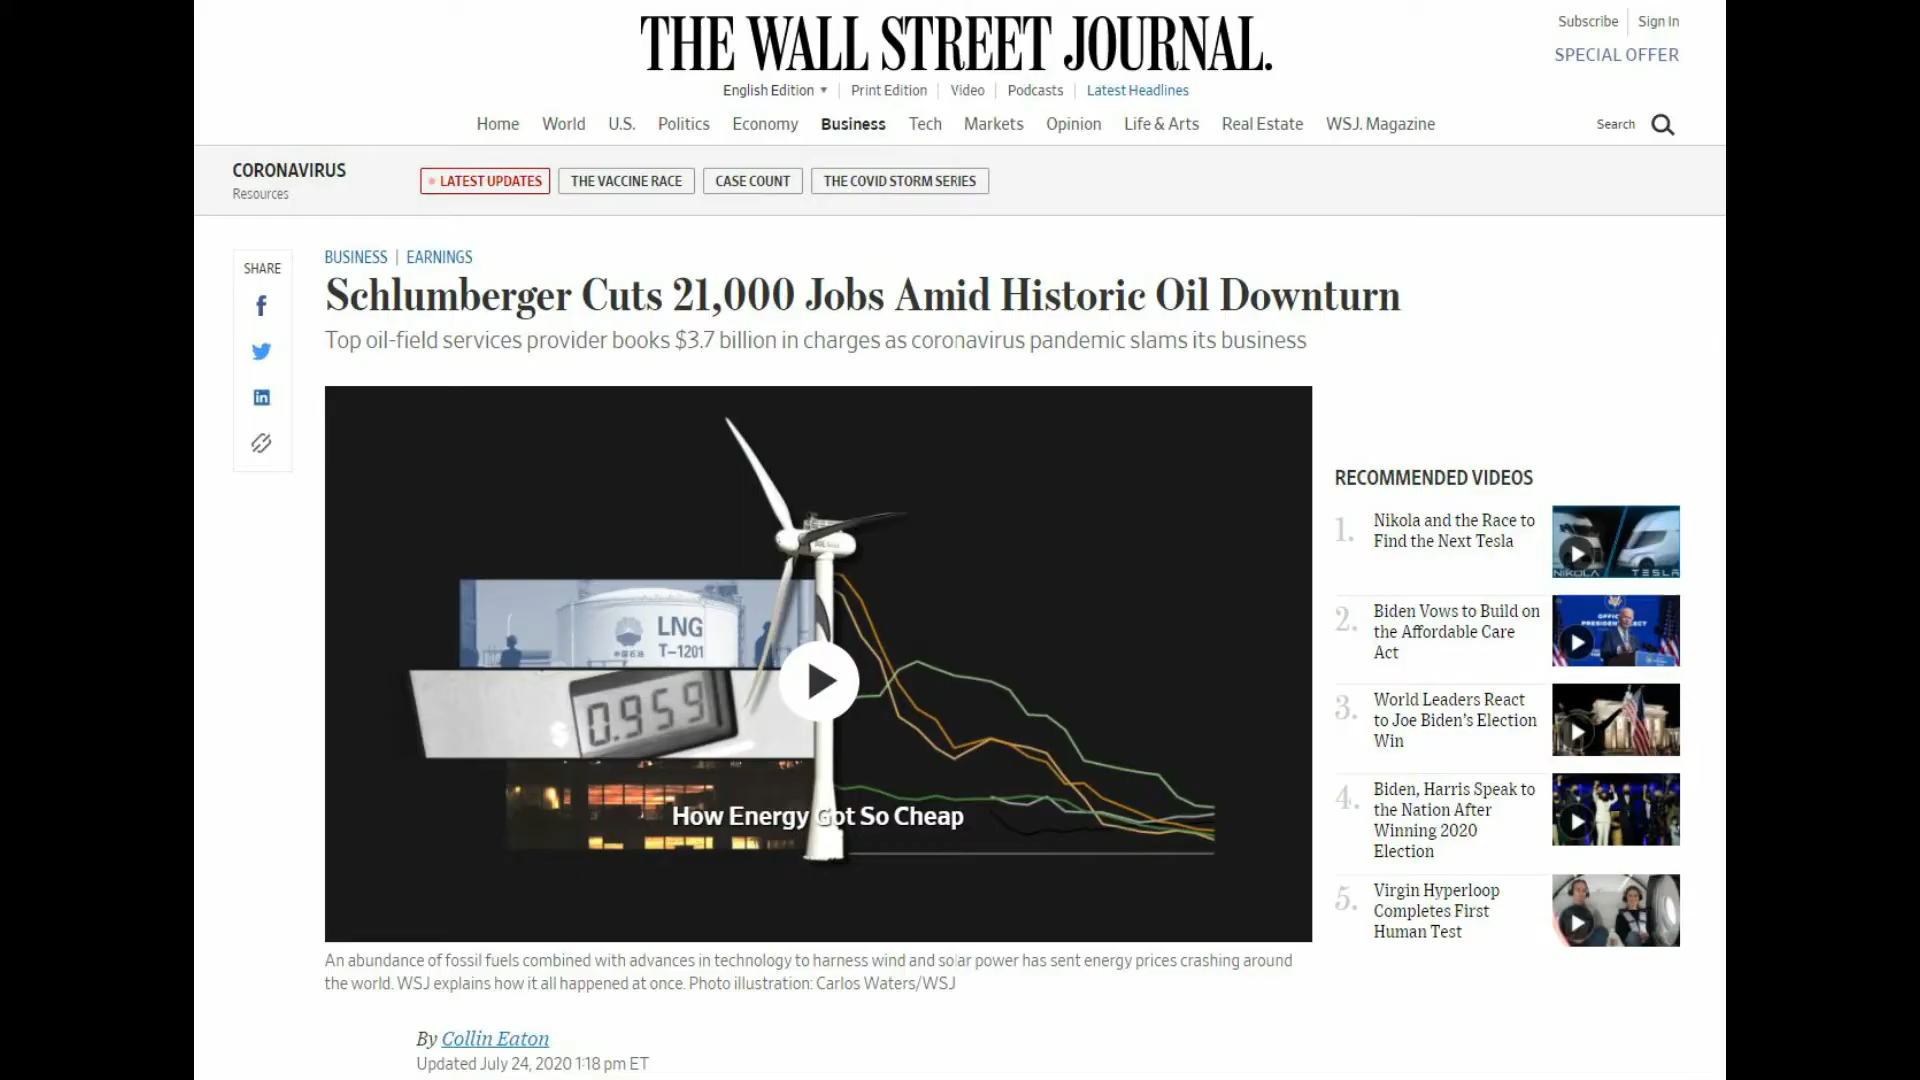 THE WALL STREET JOURNAL.
Subscribe
Sign In
SPECIAL OFFER
English Edition
Print Edition
Video
Podcasts
Latest Headlines
Home
World
U.S.
Politics
Economy
Business
Tech
Markets
Opinion
Life & Arts
Real Estate
WSJ. Magazine
Search
CORONAVIRUS
Resources
LATEST UPDATES
THE VACCINE RACE
CASE COUNT
THE COVID STORM SERIES
SHARE
BUSINESS | EARNINGS
Schlumberger Cuts 21,000 Jobs Amid Historic Oil Downturn
Top oil-field services provider books $3.7 billion in charges as coronavirus pandemic slams its business
LNG
中国石油
T-1201
0.959
How Energy Got So Cheap
RECOMMENDED VIDEOS
1.
Nikola and the Race to
Find the Next Tesla
NIKOLA
TESLA
2.
Biden Vows to Build on
the Affordable Care
Act
3.
World Leaders React
to Joe Biden's Election
Win
4.
Biden, Harris Speak to
the Nation After
Winning 2020
Election
5.
Virgin Hyperloop
Completes First
Human Test
An abundance of fossil fuels combined with advances in technology to harness wind and solar power has sent energy prices crashing around
the world. WSJ explains how it all happened at once. Photo illustration: Carlos Waters/WSJ
By Collin Eaton
Updated July 24, 2020 1:18 pm ET